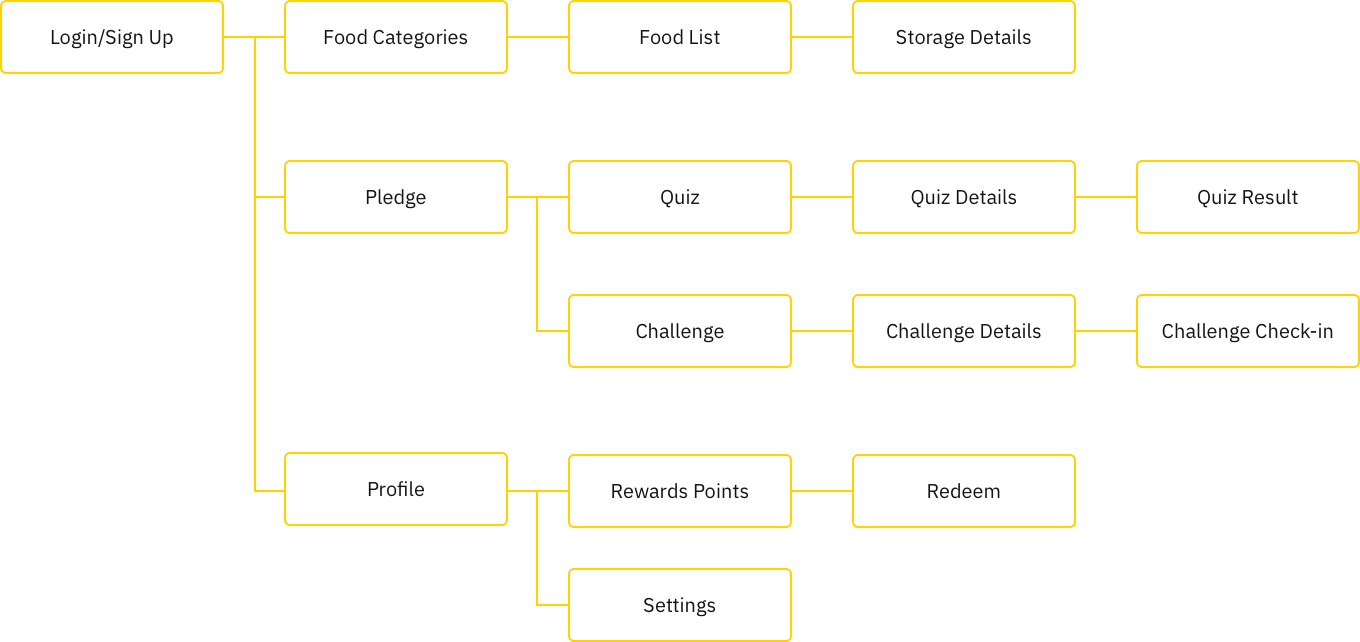 Login/Sign Up
Food Categories
Food List
Storage Details
Pledge
Quiz
Quiz Details
Quiz Result
Challenge
Challenge Details
Challenge Check-in
Profile
Rewards Points
Redeem
Settings